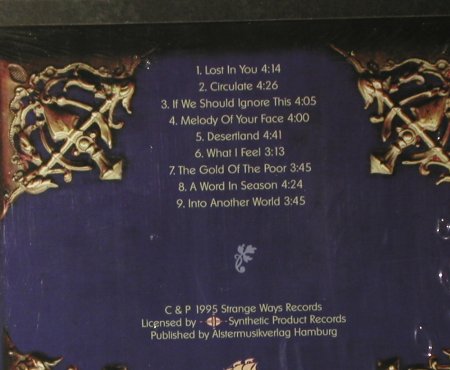 1. Lost In You 4:14
2. Circulate 4:26
3. If We Should Ignore This 4:05
4. Melody Of Your Face 4:00
5. Desertland 4:41
6. What I Feel 3:13
7. The Gold Of The Poor 3:45
8. A Word In Season 4:24
9. Into Another World 3:45
C & P 1995 Strange Ways Records
Licensed by - - Synthetic Product Records
Published by Alstermusikverlag Hamburg